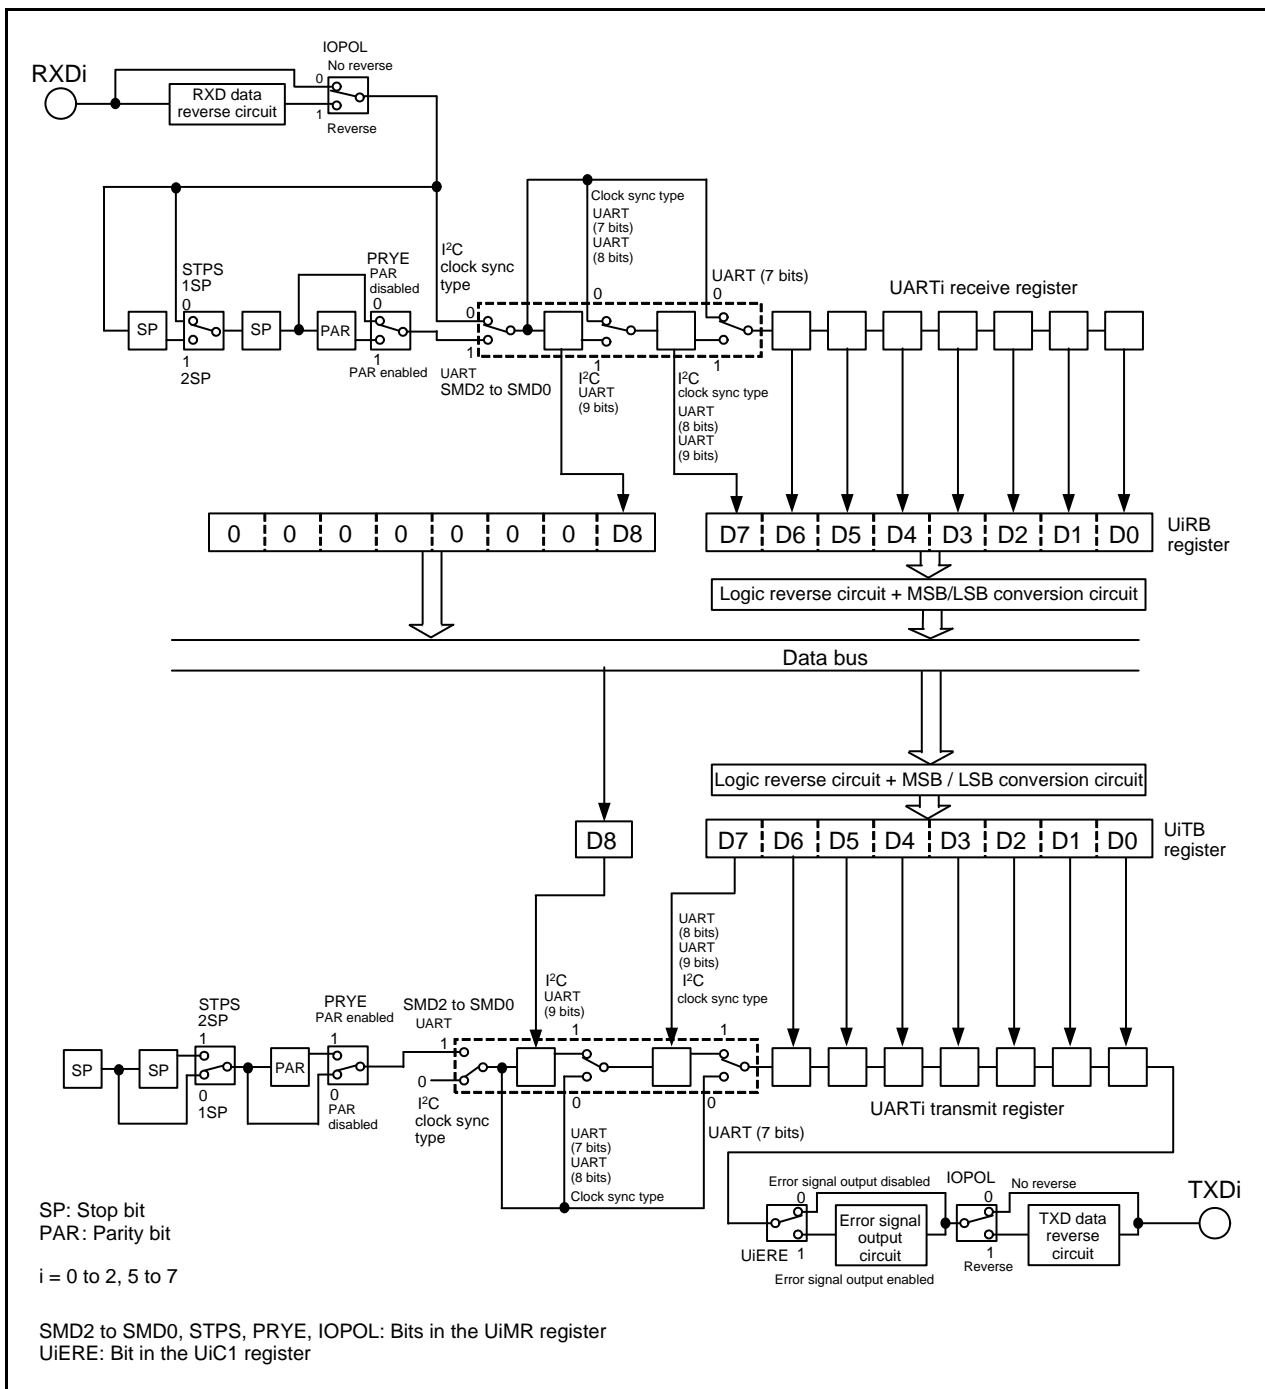 IOPOL
No reverse
RXDi
0
RXD data
reverse circuit
1
Reverse
Clock sync type
UART
(7 bits)
UART
(8 bits)
I²C
clock sync
type
PRYE
PAR
disabled
STPS
1SP
UART (7 bits)
UARTi receive register
0
0
0
0
0
SP
SP
PAR
1
2SP
1
PAR enabled
1
UART
SMD2 to SMD0
1
I²C
UART
(9 bits)
1
I²C
clock sync type
UART
(8 bits)
UART
(9 bits)
0 0 0 0 0 0 0 D8
D7 D6 D5 D4 D3 D2 D1 D0
UiRB
register
Logic reverse circuit + MSB/LSB conversion circuit
Data bus
Logic reverse circuit + MSB / LSB conversion circuit
D8
D7 D6 D5 D4 D3 D2 D1 D0
UiTB
register
UART
(8 bits)
UART
(9 bits)
I²C
clock sync type
I²C
UART
(9 bits)
STPS
2SP
1
PRYE
PAR enabled
1
SMD2 to SMD0
UART
1
1
1
SP
SP
PAR
0
1SP
0
PAR
disabled
0
I²C
clock sync
type
0
0
UART
(7 bits)
UART
(8 bits)
Clock sync type
UART (7 bits)
UARTi transmit register
Error signal output disabled
0
IOPOL
0
No reverse
TXDi
Error signal
output
circuit
TXD data
reverse
circuit
UiERE 1
1
Reverse
Error signal output enabled
SP: Stop bit
PAR: Parity bit
i = 0 to 2, 5 to 7
SMD2 to SMD0, STPS, PRYE, IOPOL: Bits in the UiMR register
UiERE: Bit in the UiC1 register